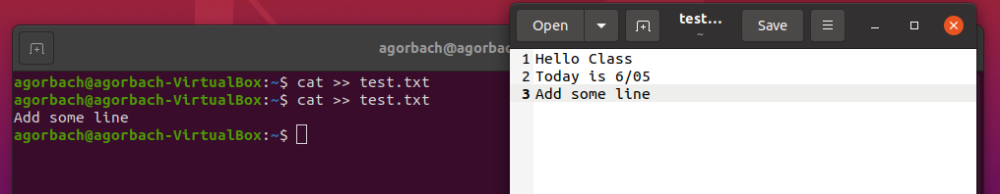 agorbach@agorbac
agorbach@agorbach-VirtualBox:~$ cat >> test.txt
agorbach@agorbach-VirtualBox:~$ cat >> test.txt
Add some line
agorbach@agorbach-VirtualBox:~$
Open test… Save
~
1 Hello Class
2 Today is 6/05
3 Add some line